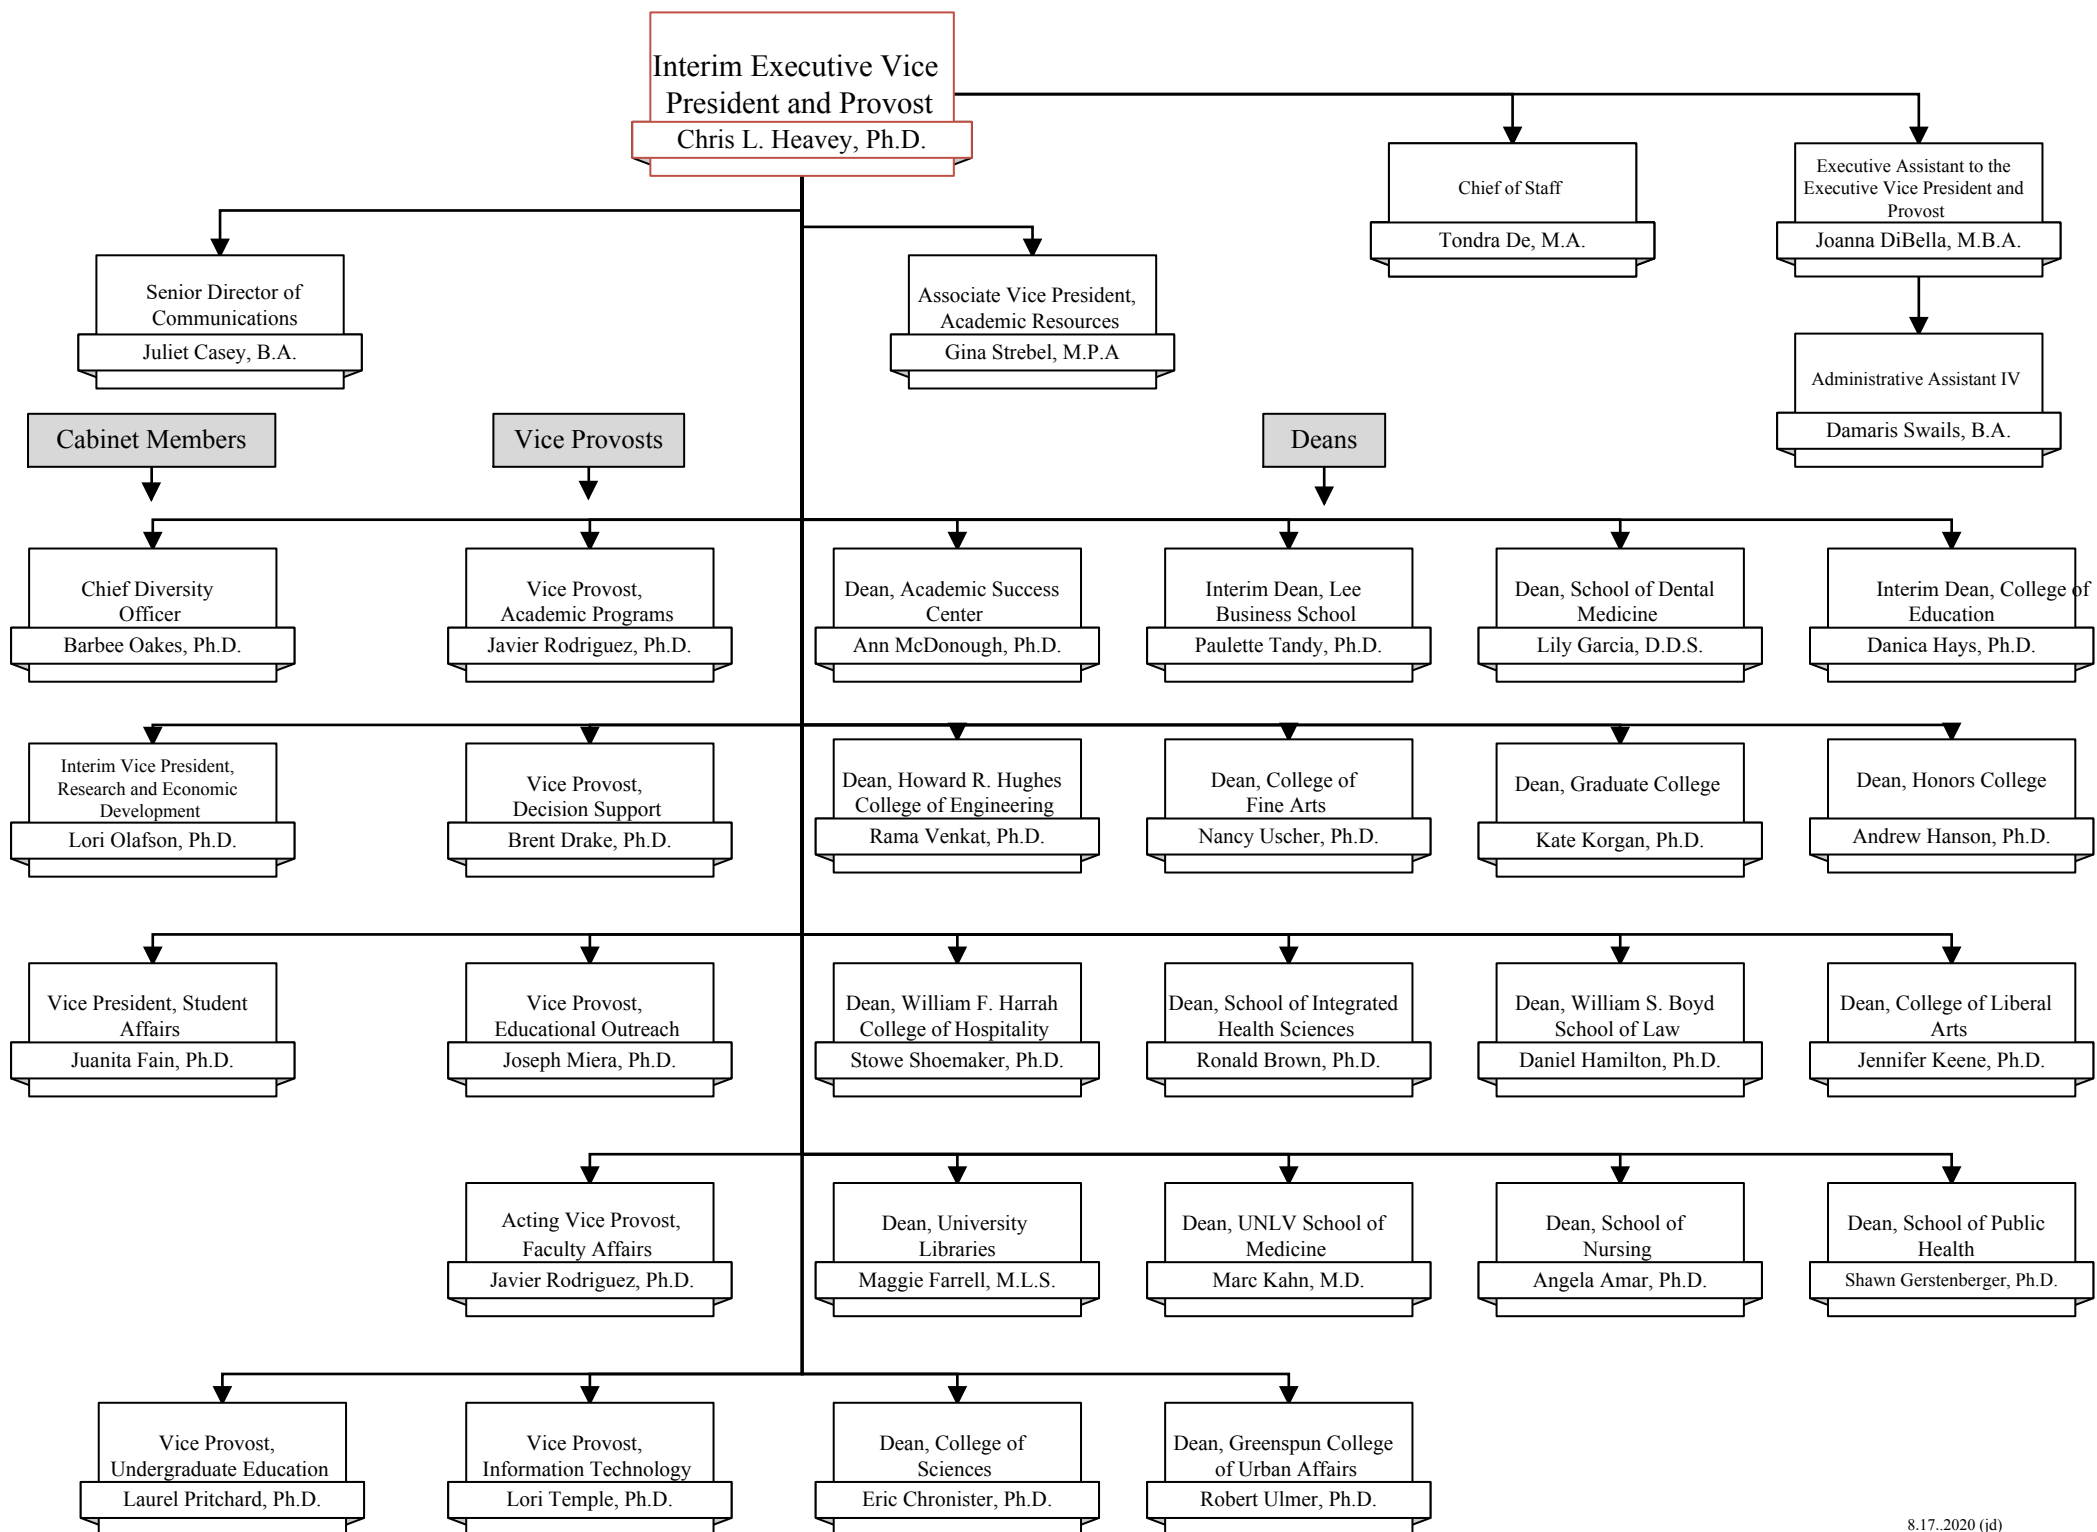 Interim Executive Vice
President and Provost
Chris L. Heavey, Ph.D.
Chief of Staff
Tondra De, M.A.
Executive Assistant to the
Executive Vice President and
Provost
Joanna DiBella, M.B.A.
Senior Director of
Communications
Juliet Casey, B.A.
Associate Vice President,
Academic Resources
Gina Strebel, M.P.A
Administrative Assistant IV
Damaris Swails, B.A.
Cabinet Members
Vice Provosts
Deans
Chief Diversity
Officer
Barbee Oakes, Ph.D.
Vice Provost,
Academic Programs
Javier Rodriguez, Ph.D.
Dean, Academic Success
Center
Ann McDonough, Ph.D.
Interim Dean, Lee
Business School
Paulette Tandy, Ph.D.
Dean, School of Dental
Medicine
Lily Garcia, D.D.S.
Interim Dean, College of
Education
Danica Hays, Ph.D.
Interim Vice President,
Research and Economic
Development
Lori Olafson, Ph.D.
Vice Provost,
Decision Support
Brent Drake, Ph.D.
Dean, Howard R. Hughes
College of Engineering
Rama Venkat, Ph.D.
Dean, College of
Fine Arts
Nancy Uscher, Ph.D.
Dean, Graduate College
Kate Korgan, Ph.D.
Dean, Honors College
Andrew Hanson, Ph.D.
Vice President, Student
Affairs
Juanita Fain, Ph.D.
Vice Provost,
Educational Outreach
Joseph Miera, Ph.D.
Dean, William F. Harrah
College of Hospitality
Stowe Shoemaker, Ph.D.
Dean, School of Integrated
Health Sciences
Ronald Brown, Ph.D.
Dean, William S. Boyd
School of Law
Daniel Hamilton, Ph.D.
Dean, College of Liberal
Arts
Jennifer Keene, Ph.D.
Acting Vice Provost,
Faculty Affairs
Javier Rodriguez, Ph.D.
Dean, University
Libraries
Maggie Farrell, M.L.S.
Dean, UNLV School of
Medicine
Marc Kahn, M.D.
Dean, School of
Nursing
Angela Amar, Ph.D.
Dean, School of Public
Health
Shawn Gerstenberger, Ph.D.
Vice Provost,
Undergraduate Education
Laurel Pritchard, Ph.D.
Vice Provost,
Information Technology
Lori Temple, Ph.D.
Dean, College of
Sciences
Eric Chronister, Ph.D.
Dean, Greenspun College
of Urban Affairs
Robert Ulmer, Ph.D.
8.17..2020 (jd)